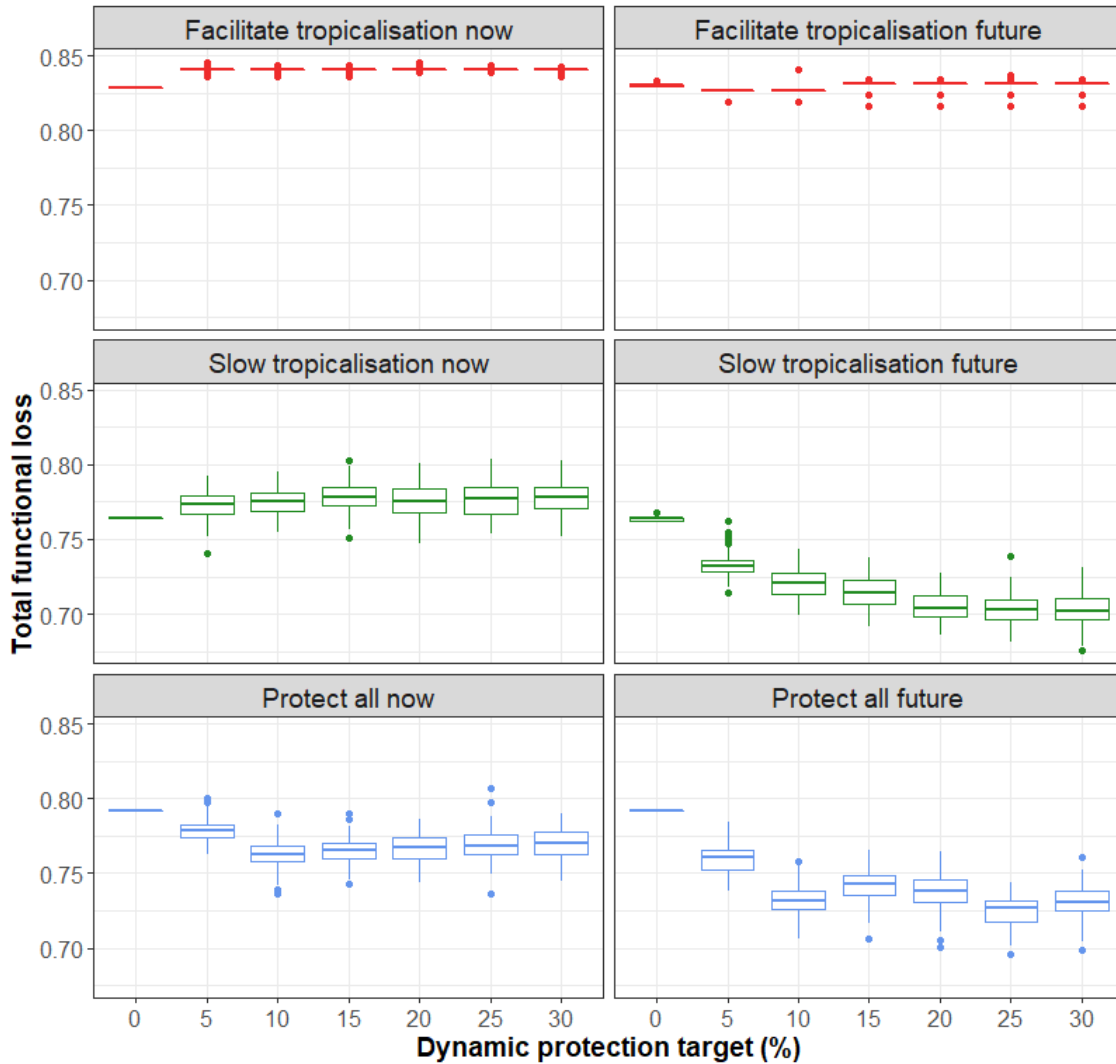 Facilitate tropicalisation now
Facilitate tropicalisation future
0.85
0.80
0.75
0.70
Slow tropicalisation now
Slow tropicalisation future
0.85
0.80
0.75
0.70
Total functional loss
Protect all now
Protect all future
0.85
0.80
0.75
0.70
0 5 10 15 20 25 30
0 5 10 15 20 25 30
Dynamic protection target (%)